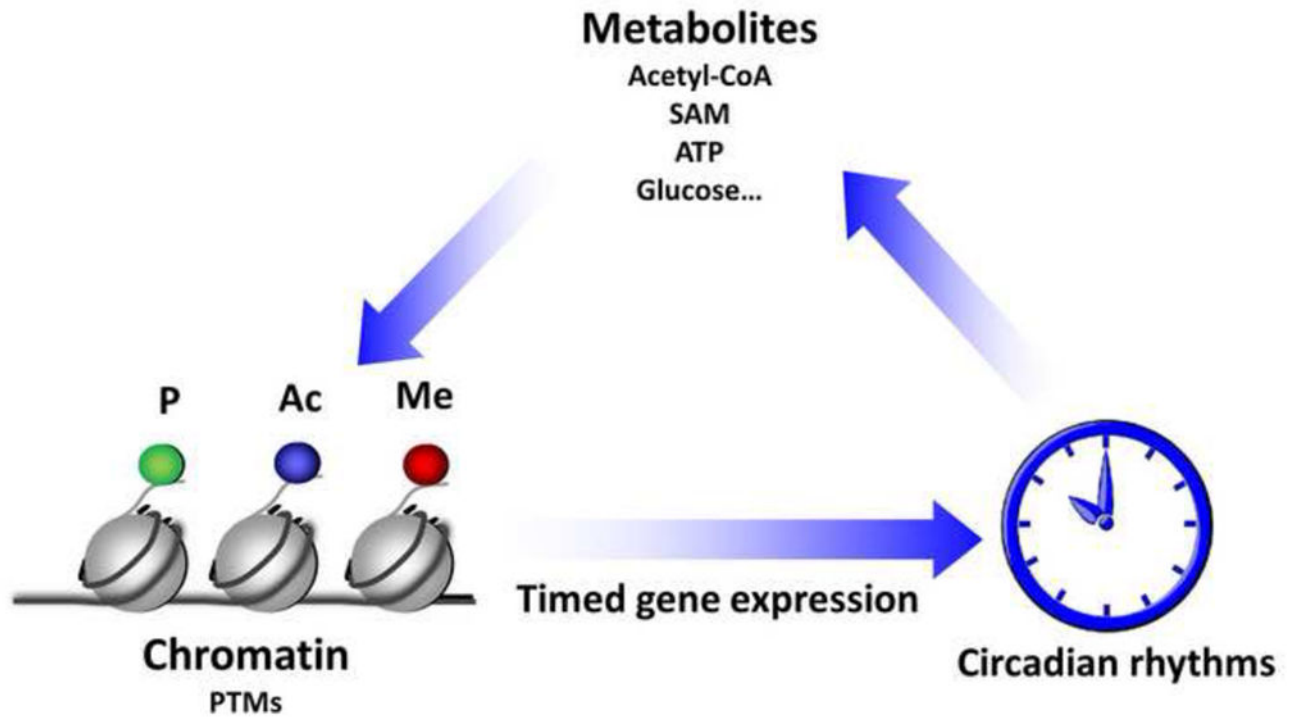 Metabolites
Acetyl-CoA
SAM
ATP
Glucose...
P Ac Me
Timed gene expression
Chromatin
PTMs
Circadian rhythms